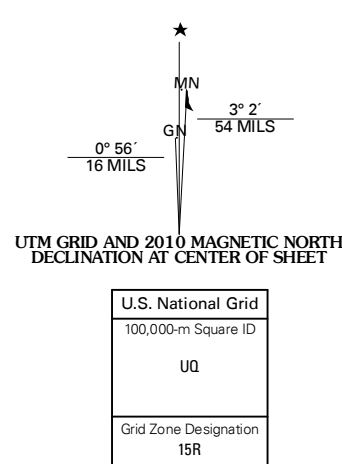 ★
MN
3° 2´
54 MILS
GN
0° 56´
16 MILS
UTM GRID AND 2010 MAGNETIC NORTH
DECLINATION AT CENTER OF SHEET
U.S. National Grid
100,000-m Square ID
UQ
Grid Zone Designation
15R